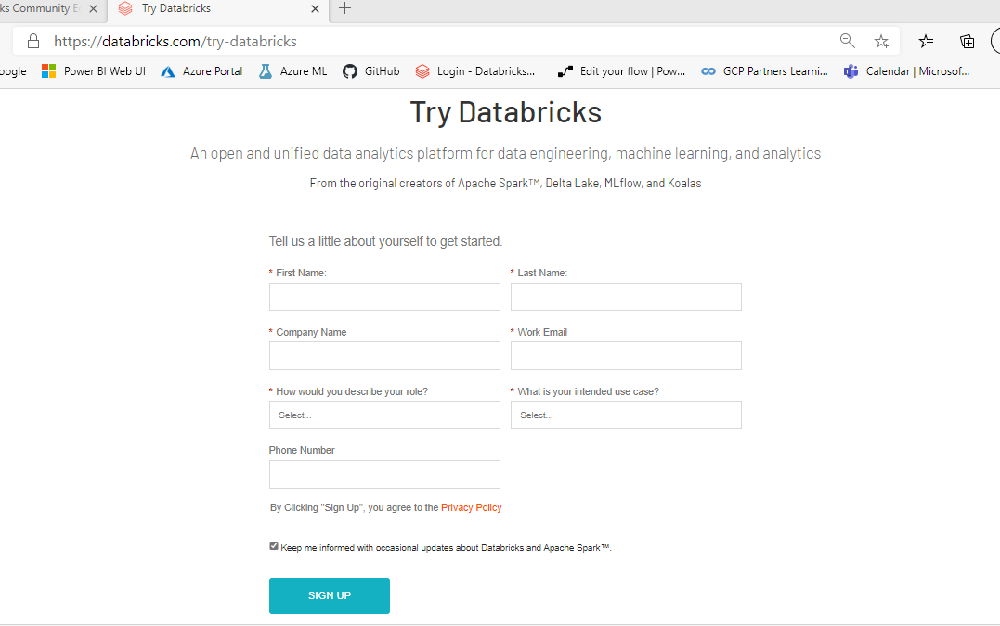 ks Community E
Try Databricks
https://databricks.com/try-databricks
oogle Power BI Web UI Azure Portal Azure ML GitHub Login - Databricks... Edit your flow | Pow... GCP Partners Learni... Calendar | Microsof...
Try Databricks
An open and unified data analytics platform for data engineering, machine learning, and analytics
From the original creators of Apache Spark™, Delta Lake, MLflow, and Koalas
Tell us a little about yourself to get started.
* First Name: * Last Name:
* Company Name * Work Email
* How would you describe your role? * What is your intended use case?
Select... Select...
Phone Number
By Clicking "Sign Up", you agree to the Privacy Policy
Keep me informed with occasional updates about Databricks and Apache Spark™.
SIGN UP